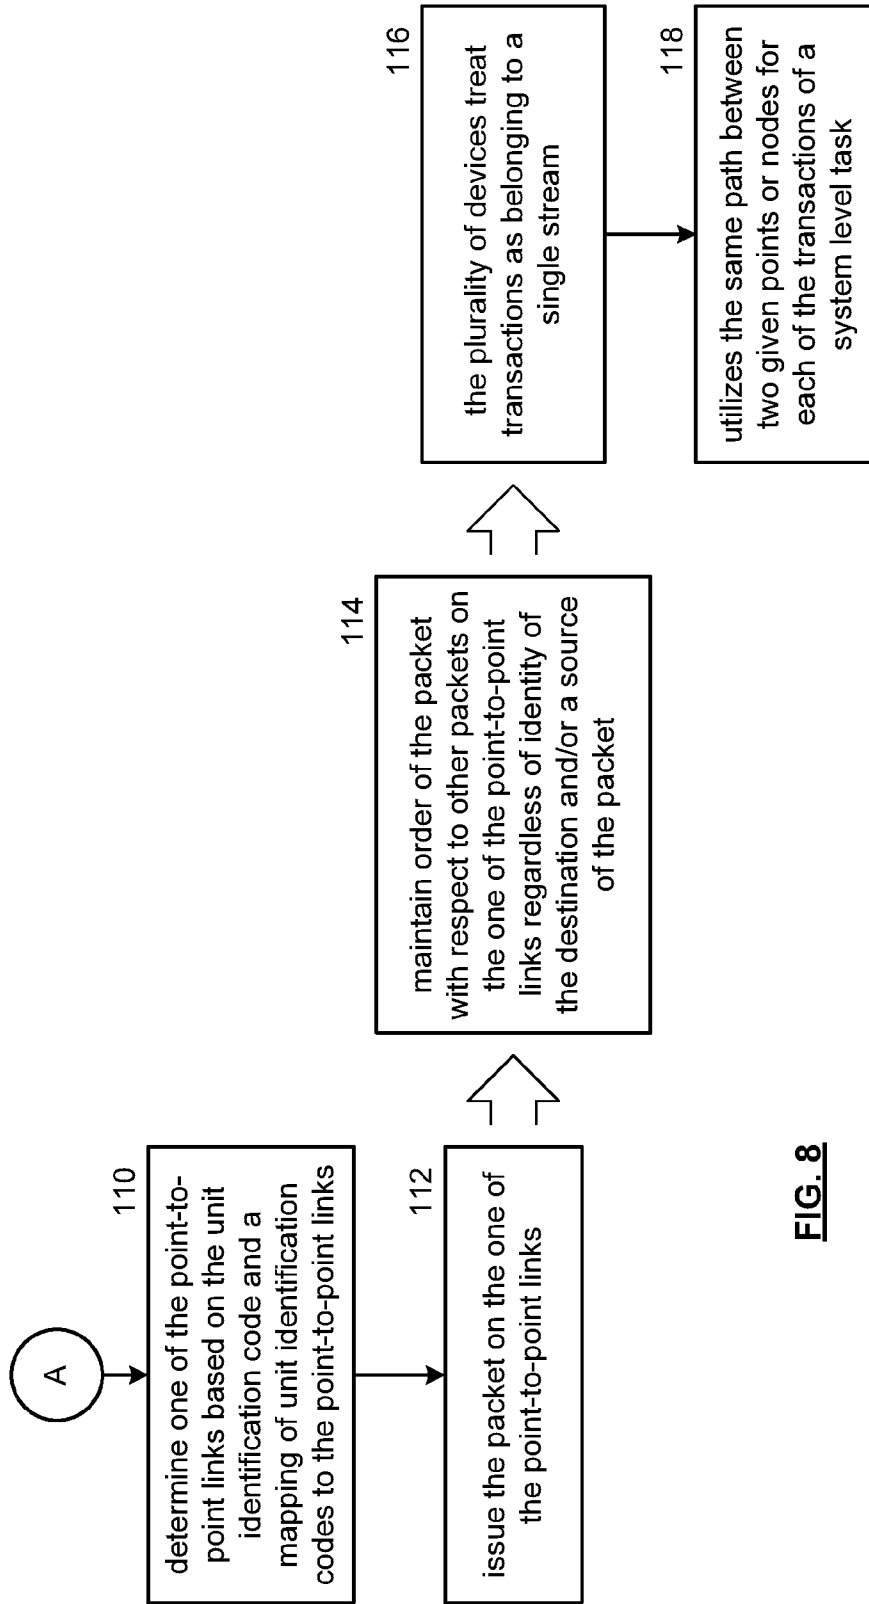 A
110
determine one of the point-to-
point links based on the unit
identification code and a
mapping of unit identification
codes to the point-to-point links
112
issue the packet on the one of
the point-to-point links
114
maintain order of the packet
with respect to other packets on
the one of the point-to-point
links regardless of identity of
the destination and/or a source
of the packet
116
the plurality of devices treat
transactions as belonging to a
single stream
118
utilizes the same path between
two given points or nodes for
each of the transactions of a
system level task
FIG. 8